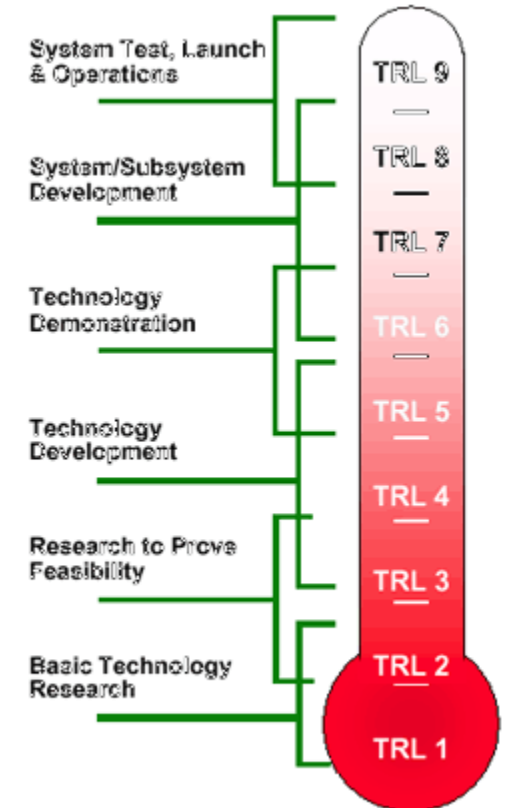 System Test, Launch
& Operations
System/Subsystem
Development
Technology
Demonstration
Technology
Development
Research to Prove
Feasibility
Basic Technology
Research
TRL 9
TRL 8
TRL 7
TRL 6
TRL 5
TRL 4
TRL 3
TRL 2
TRL 1